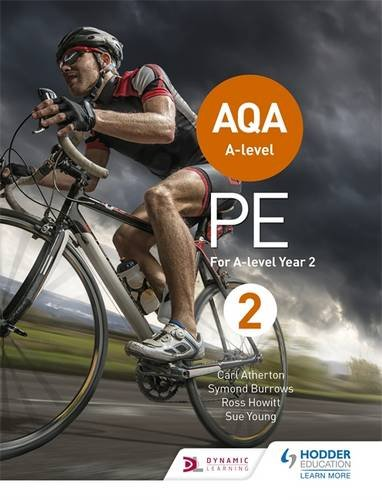 AQA
A-level
PE
For A-level Year 2
2
Carl Atherton
Symond Burrows
Ross Howitt
Sue Young
DL DYNAMIC
LEARNING
HODDER
EDUCATION
LEARN MORE